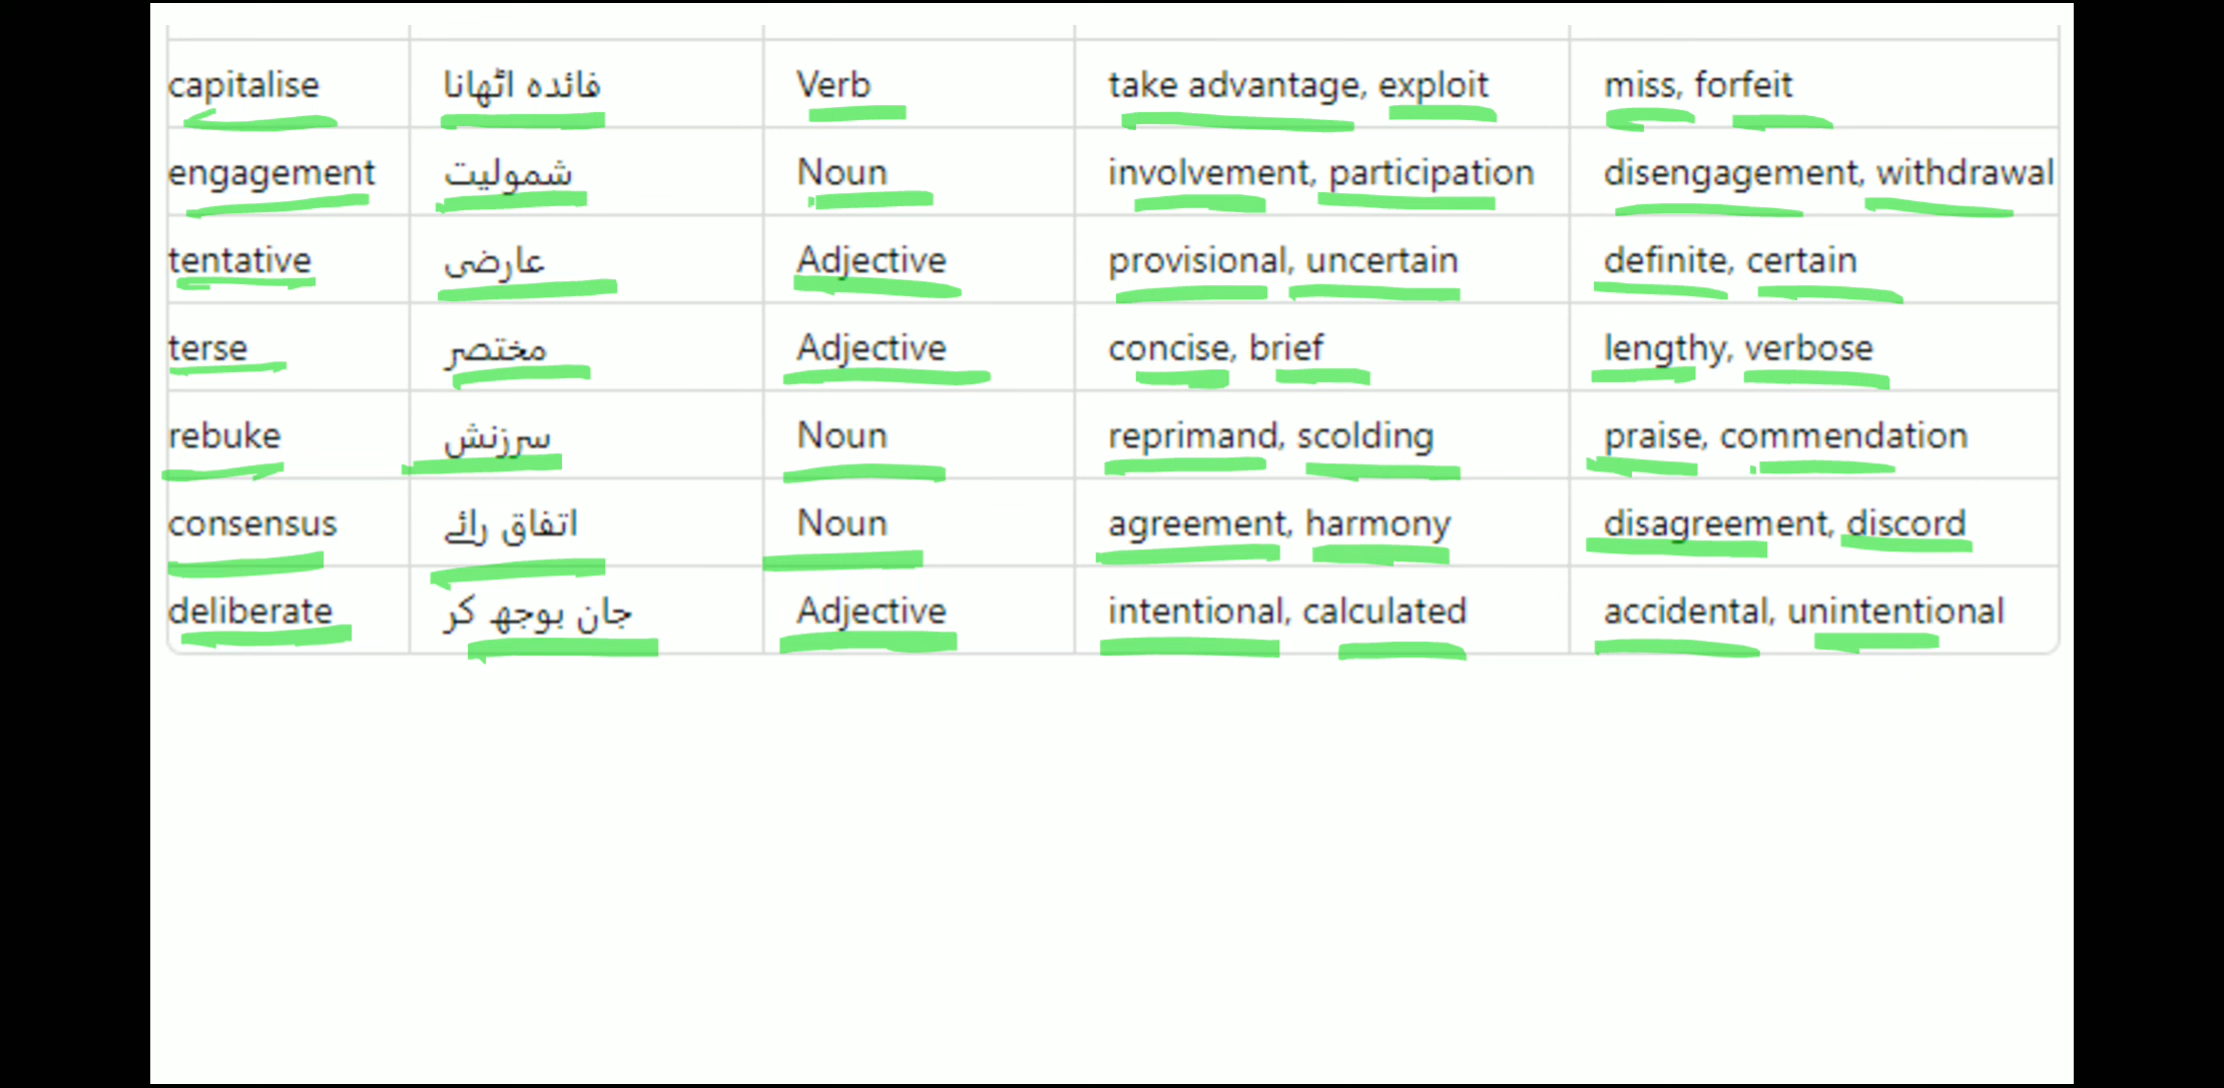 capitalise فائدہ اٹھانا Verb take advantage, exploit miss, forfeit
engagement شمولیت Noun involvement, participation disengagement, withdrawal
tentative عارضی Adjective provisional, uncertain definite, certain
terse مختصر Adjective concise, brief lengthy, verbose
rebuke سرزنش Noun reprimand, scolding praise, commendation
consensus اتفاق رائے Noun agreement, harmony disagreement, discord
deliberate جان بوجھ کر Adjective intentional, calculated accidental, unintentional